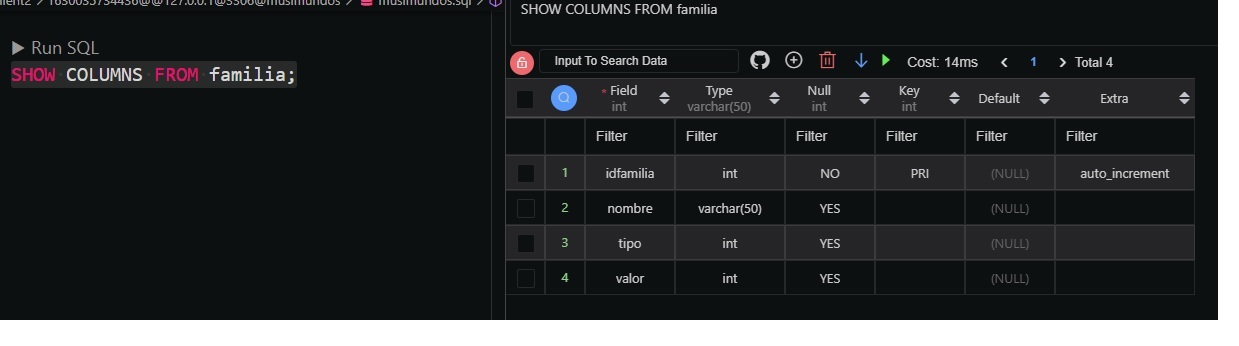 1630035734436@@127.0.0.1@3306@musimundos > musimundos.sql >
▶ Run SQL
SHOW COLUMNS FROM familia;
SHOW COLUMNS FROM familia
Input To Search Data Cost: 14ms < 1 > Total 4
* Field Type Null Key Default Extra
int varchar(50) int int
Filter Filter Filter Filter Filter Filter
1 idfamilia int NO PRI (NULL) auto_increment
2 nombre varchar(50) YES (NULL)
3 tipo int YES (NULL)
4 valor int YES (NULL)